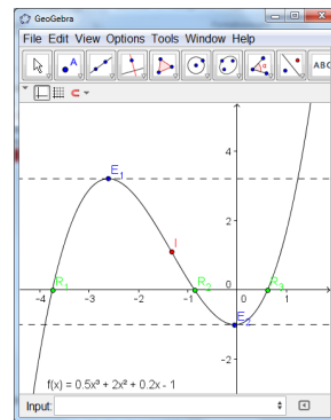 GeoGebra
File Edit View Options Tools Window Help
A
ABC
4
E₁
2
I
R₁ R₂ R₃
0
-4 -3 -2 -1 0 1
E₂
-2
f(x) = 0.5x³ + 2x² + 0.2x - 1
Input: